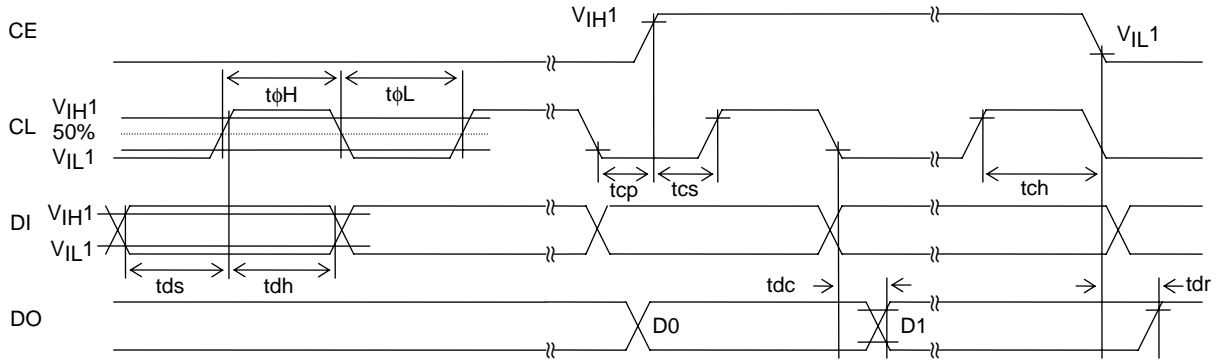 CE
VIH1
VIL1
tϕH
tϕL
CL
VIH1
50%
VIL1
tcp
tcs
tch
DI
VIH1
VIL1
tds
tdh
tdc
tdr
DO
D0
D1